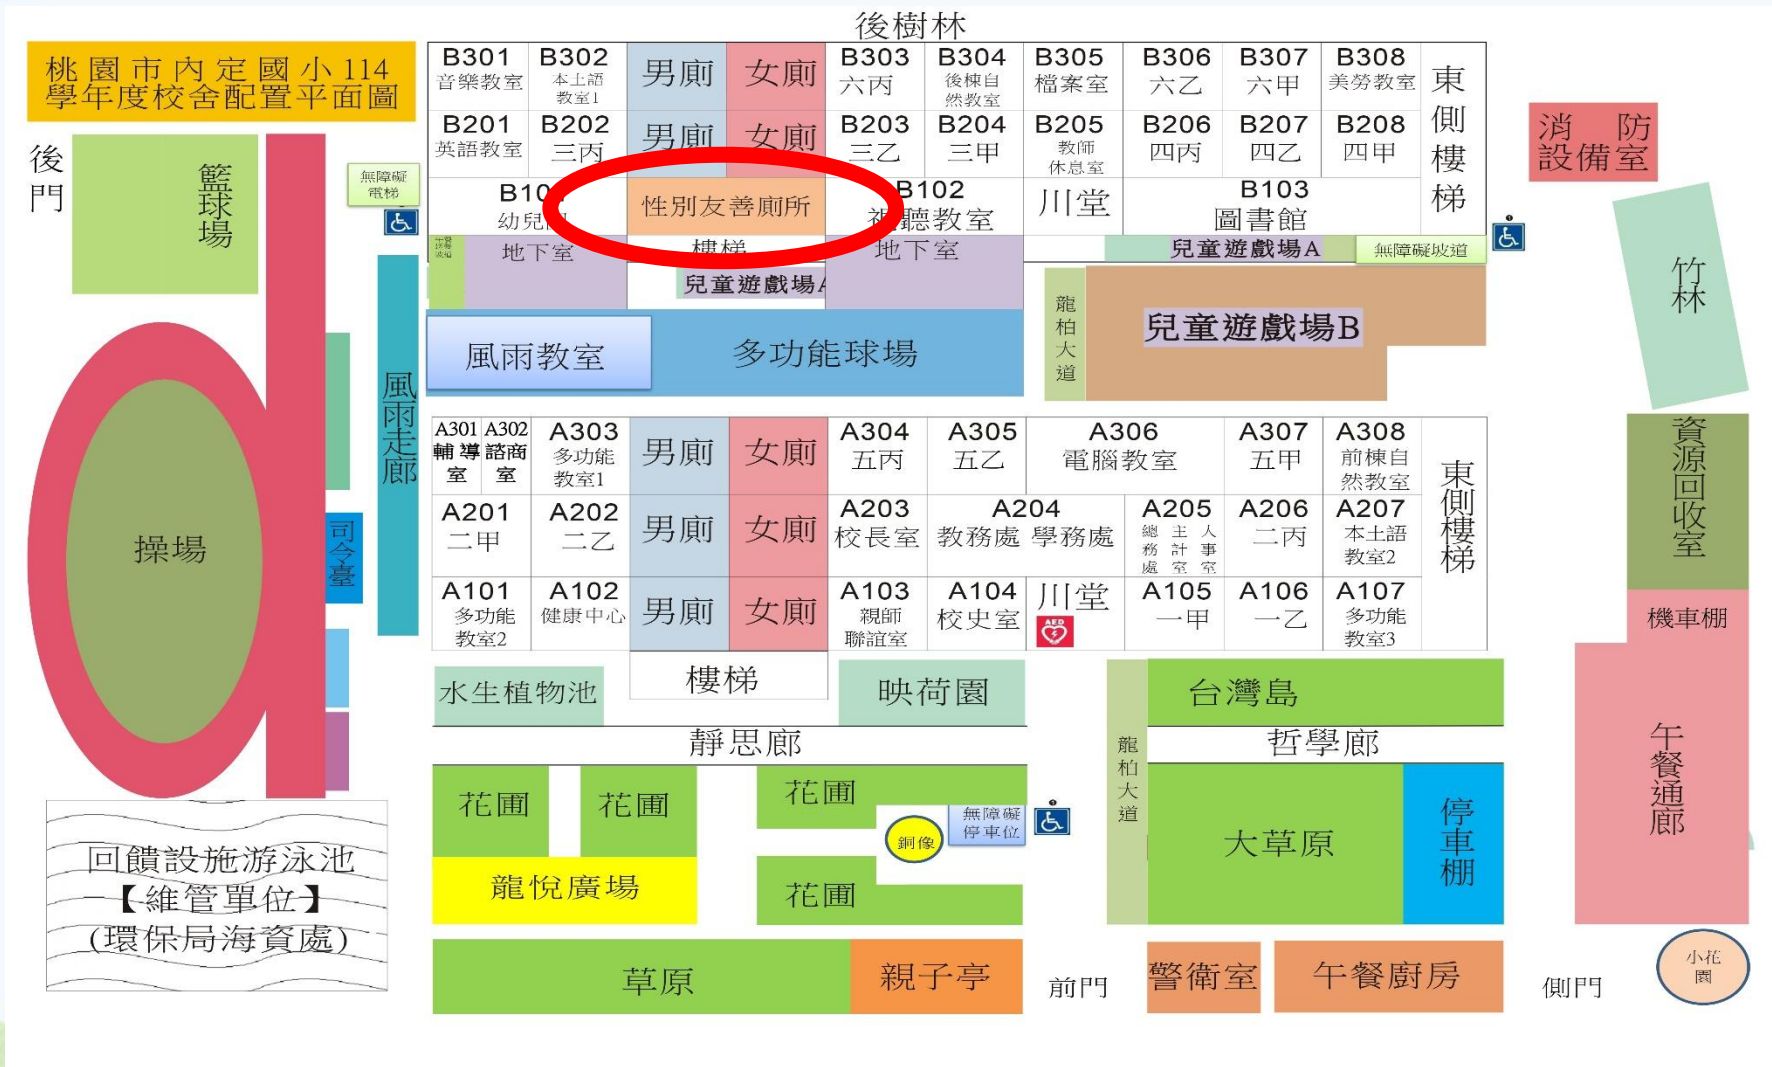 後樹林
桃園市內定國小114
學年度校舍配置平面圖
B301
音樂教室
B302
本土語
教室1
男廁
女廁
B303
六丙
B304
後棟自
然教室
B305
檔案室
B306
六乙
B307
六甲
B308
美勞教室
東側樓梯
B201
英語教室
B202
三丙
男廁
女廁
B203
三乙
B204
三甲
B205
教師
休息室
B206
四丙
B207
四乙
B208
四甲
性別友善廁所
B102
視聽教室
川堂
B103
圖書館
消防
設備室
後門
籃球場
無障礙
電梯
地下室
樓梯
地下室
兒童遊戲場A
無障礙坡道
兒童遊戲場A
龍柏大道
兒童遊戲場B
竹林
風雨教室
多功能球場
風雨走廊
A301
輔導
室
A302
諮商
室
A303
多功能
教室1
男廁
女廁
A304
五丙
A305
五乙
A306
電腦教室
A307
五甲
A308
前棟自
然教室
東側樓梯
資源回收室
操場
司令臺
A201
二甲
A202
二乙
男廁
女廁
A203
校長室
A204
教務處 學務處
A205
總務處
主計室
人事室
A206
二丙
A207
本土語
教室2
A101
多功能
教室2
A102
健康中心
男廁
女廁
A103
親師
聯誼室
A104
校史室
川堂
AED
A105
一甲
A106
一乙
A107
多功能
教室3
機車棚
水生植物池
樓梯
映荷園
台灣島
靜思廊
龍柏大道
哲學廊
午餐通廊
花圃
花圃
花圃
無障礙
停車位
銅像
大草原
停車棚
龍悅廣場
花圃
回饋設施游泳池
【維管單位】
(環保局海資處)
草原
親子亭
前門
警衛室
午餐廚房
側門
小花
園